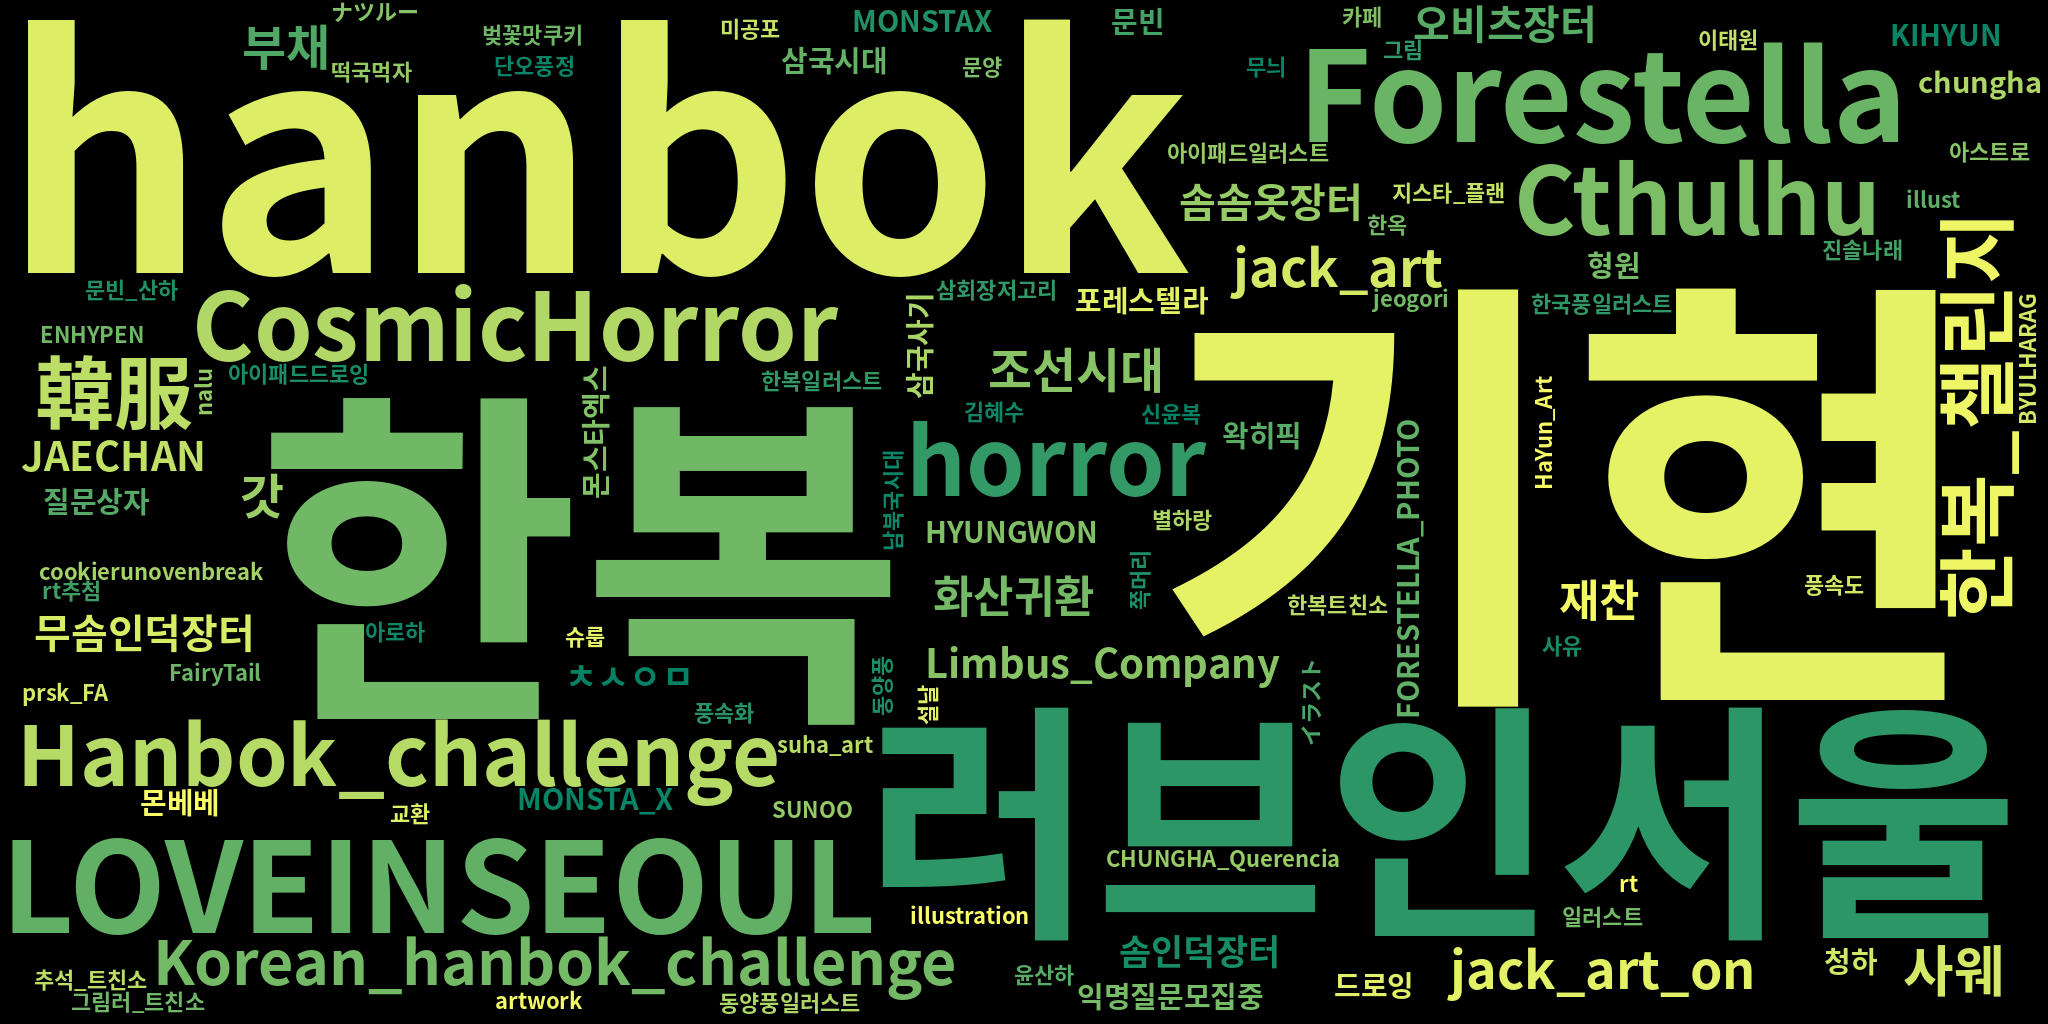 ナツルー
부채
떡국먹자
벚꽃맛쿠키
단오풍정
미공포
MONSTAX
삼국시대
문양
문빈
무늬
카페
그림
오비츠장터
이태원
KIHYUN
chungha
hanbok
Forestella
아이패드일러스트
아스트로
솜솜옷장터
지스타_플랜
한옥
Cthulhu
illust
jack_art
jeogori
형원
진솔나래
한복_챌린지
문빈_산하
CosmicHorror
삼회장저고리
포레스텔라
한국풍일러스트
BYULHARAG
ENHYPEN
韓服
nalu
아이패드드로잉
몬스타엑스
한복일러스트
삼국사기
조선시대
김혜수
신윤복
왁히픽
기현
HaYun_Art
JAECHAN
질문상자
갓
한복
남북국시대
horror
HYUNGWON
별하랑
FORESTELLA_PHOTO
cookierunovenbreak
rt추첨
화산귀환
쪽머리
한복트친소
재찬
풍속도
사유
무솜인덕장터
아로하
슈룹
ㅊㅅㅇㅁ
FairyTail
prsk_FA
풍속화
동양풍
설날
Limbus_Company
イラスト
Hanbok_challenge
suha_art
몬베베
교환
MONSTA_X
SUNOO
러브인서울
CHUNGHA_Querencia
LOVEINSEOUL
illustration
rt
일러스트
Korean_hanbok_challenge
추석_트친소
그림러_트친소
artwork
동양풍일러스트
윤산하
솜인덕장터
익명질문모집중
드로잉
jack_art_on
청하
사웨